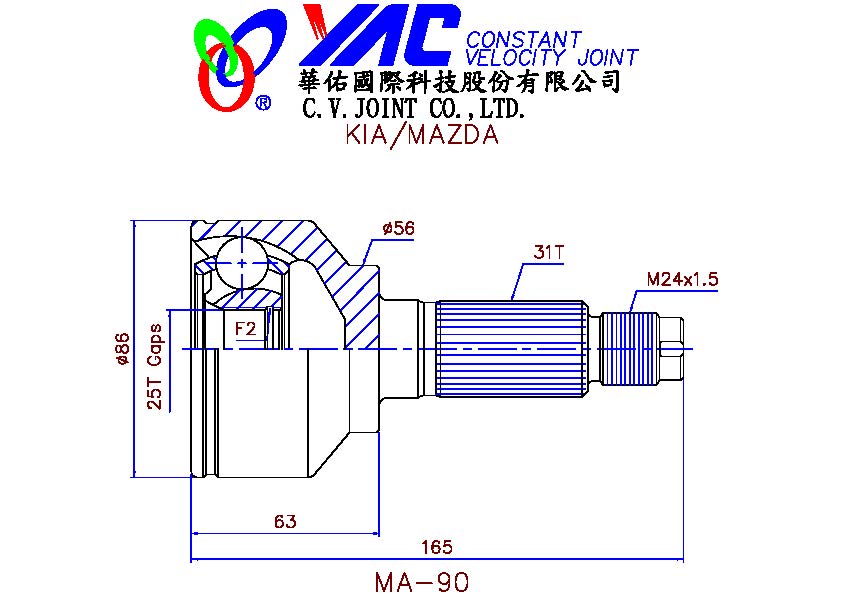 YAC CONSTANT
VELOCITY JOINT
華佑國際科技股份有限公司
®
C.V.JOINT CO.,LTD.
KIA/MAZDA
ø56
31T
M24x1.5
F2
ø86
25T Gaps
63
165
MA-90